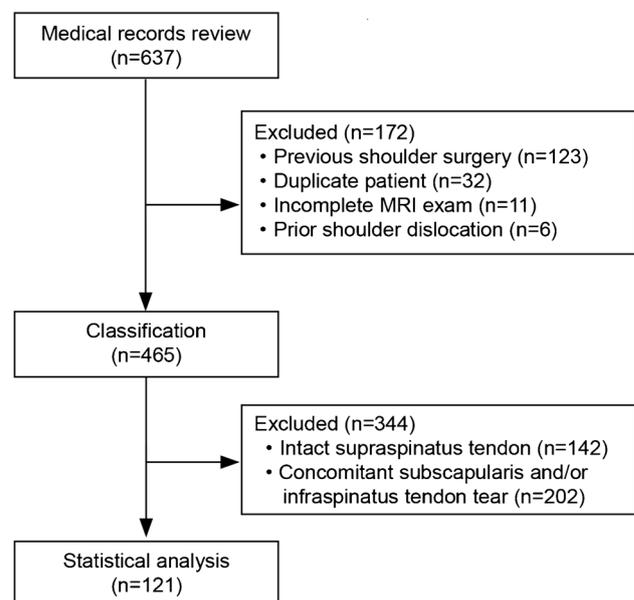 Medical records review
(n=637)
Excluded (n=172)
• Previous shoulder surgery (n=123)
• Duplicate patient (n=32)
• Incomplete MRI exam (n=11)
• Prior shoulder dislocation (n=6)
Classification
(n=465)
Excluded (n=344)
• Intact supraspinatus tendon (n=142)
• Concomitant subscapularis and/or
infraspinatus tendon tear (n=202)
Statistical analysis
(n=121)